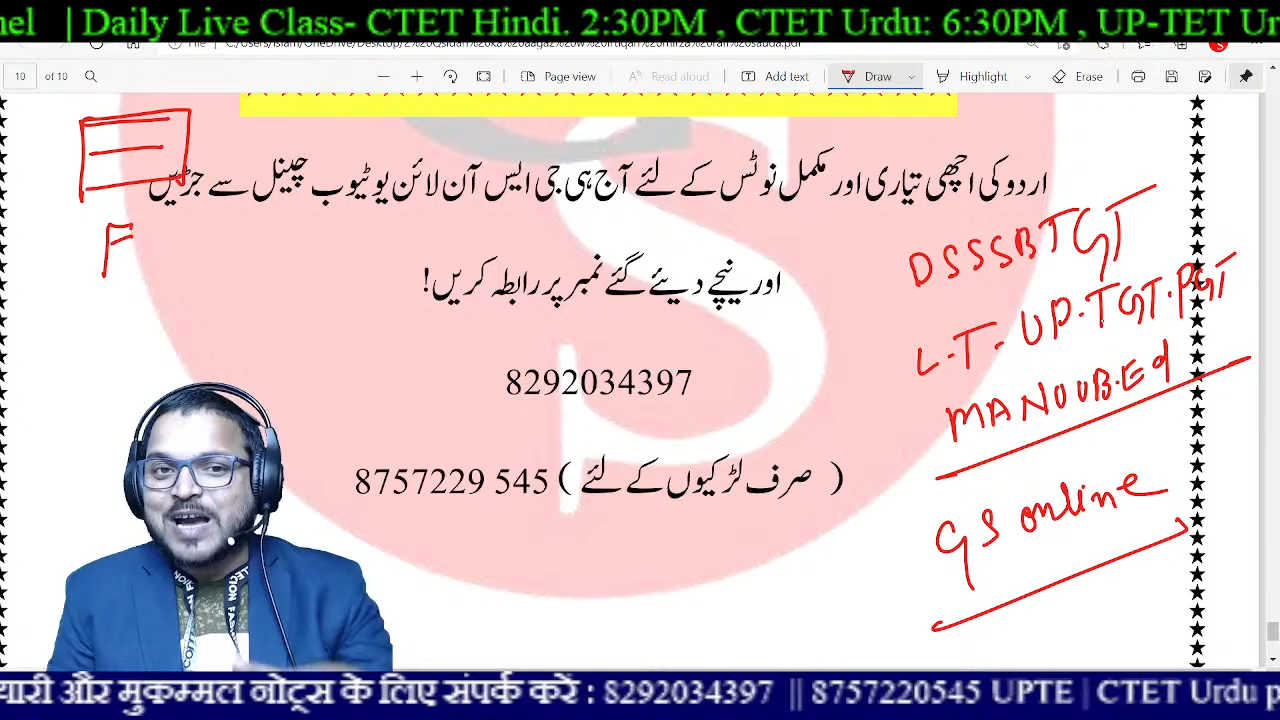 nel | Daily Live Class- CTET Hindi. 2:30PM , CTET Urdu: 6:30PM , UP-TET Ur
10 of 10 Page view Read aloud Add text Draw Highlight Erase
اردو کی اچھی تیاری اور مکمل نوٹس کے لئے آج ہی جی ایس آن لائن یوٹیوب چینل سے جڑیں
اور نیچے دیئے گئے نمبر پر رابطہ کریں!
8292034397
8757229 545 ( صرف لڑکیوں کے لئے )
F
DSSSB TGT
L.T- UP.TGT.PGT
MANUUB.Ed
GS online
यारी और मुकम्मल नोट्स के लिए संपर्क करें : 8292034397 || 8757220545 UPTE | CTET Urdu p